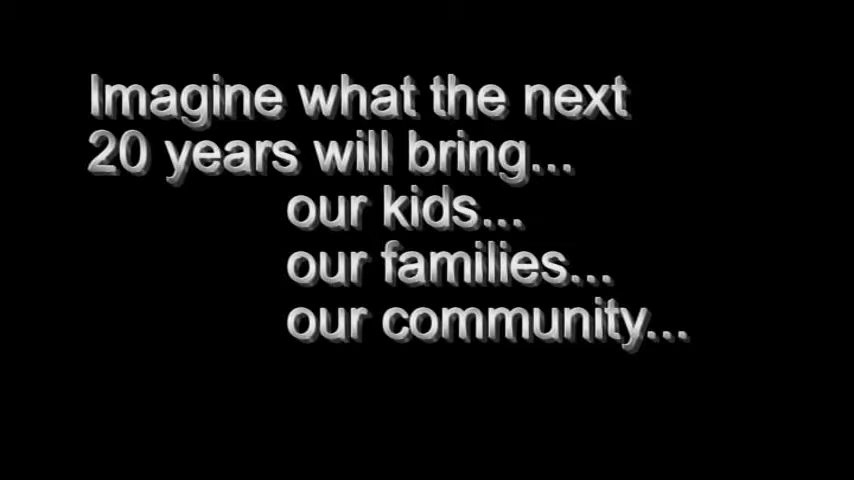 Imagine what the next
20 years will bring...
our kids...
our families...
our community...